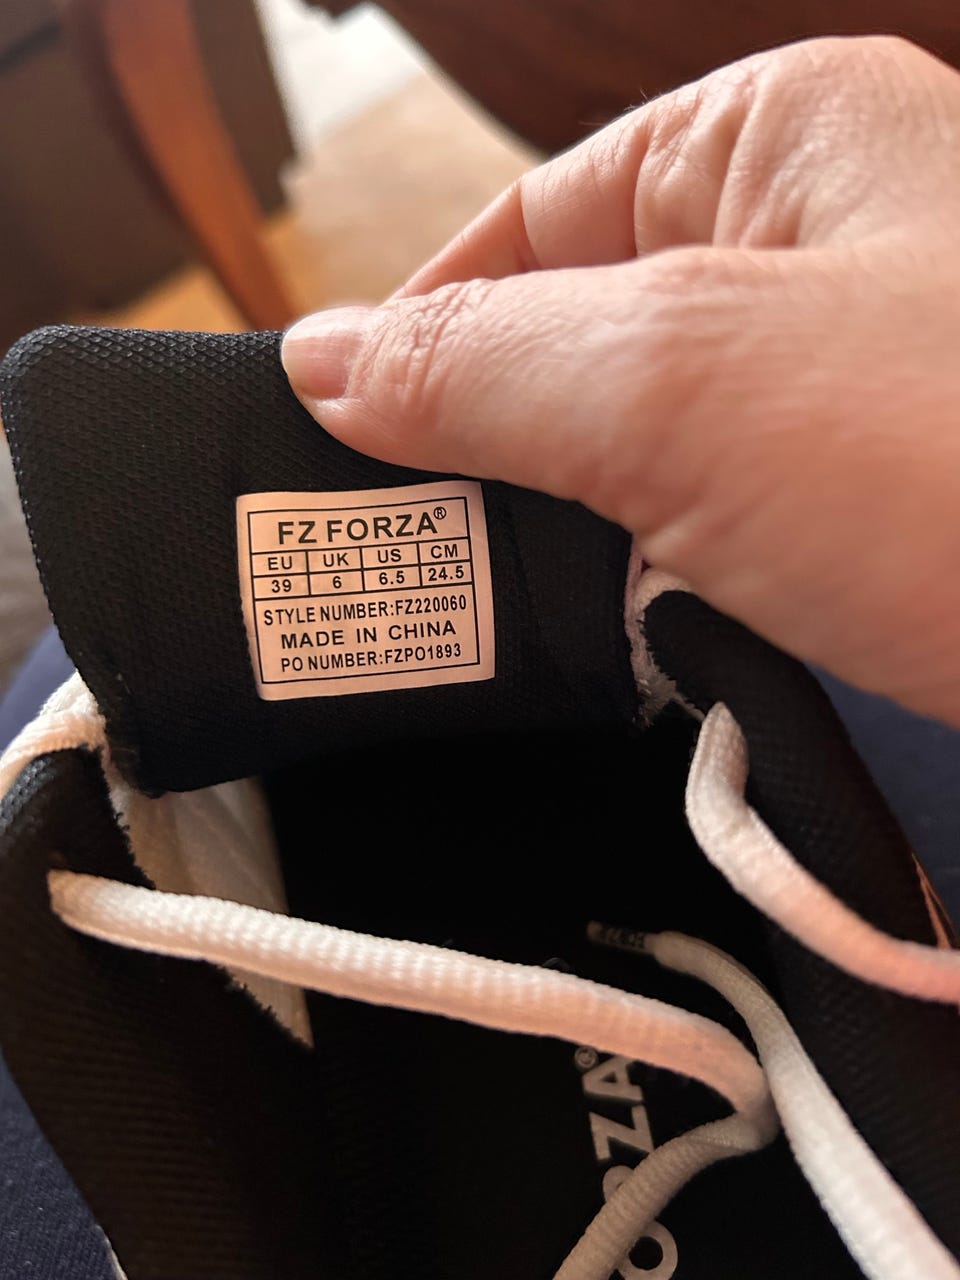 FZ FORZA®
EU UK US CM
39 6 6.5 24.5
STYLE NUMBER:FZ220060
MADE IN CHINA
PO NUMBER:FZPO1893